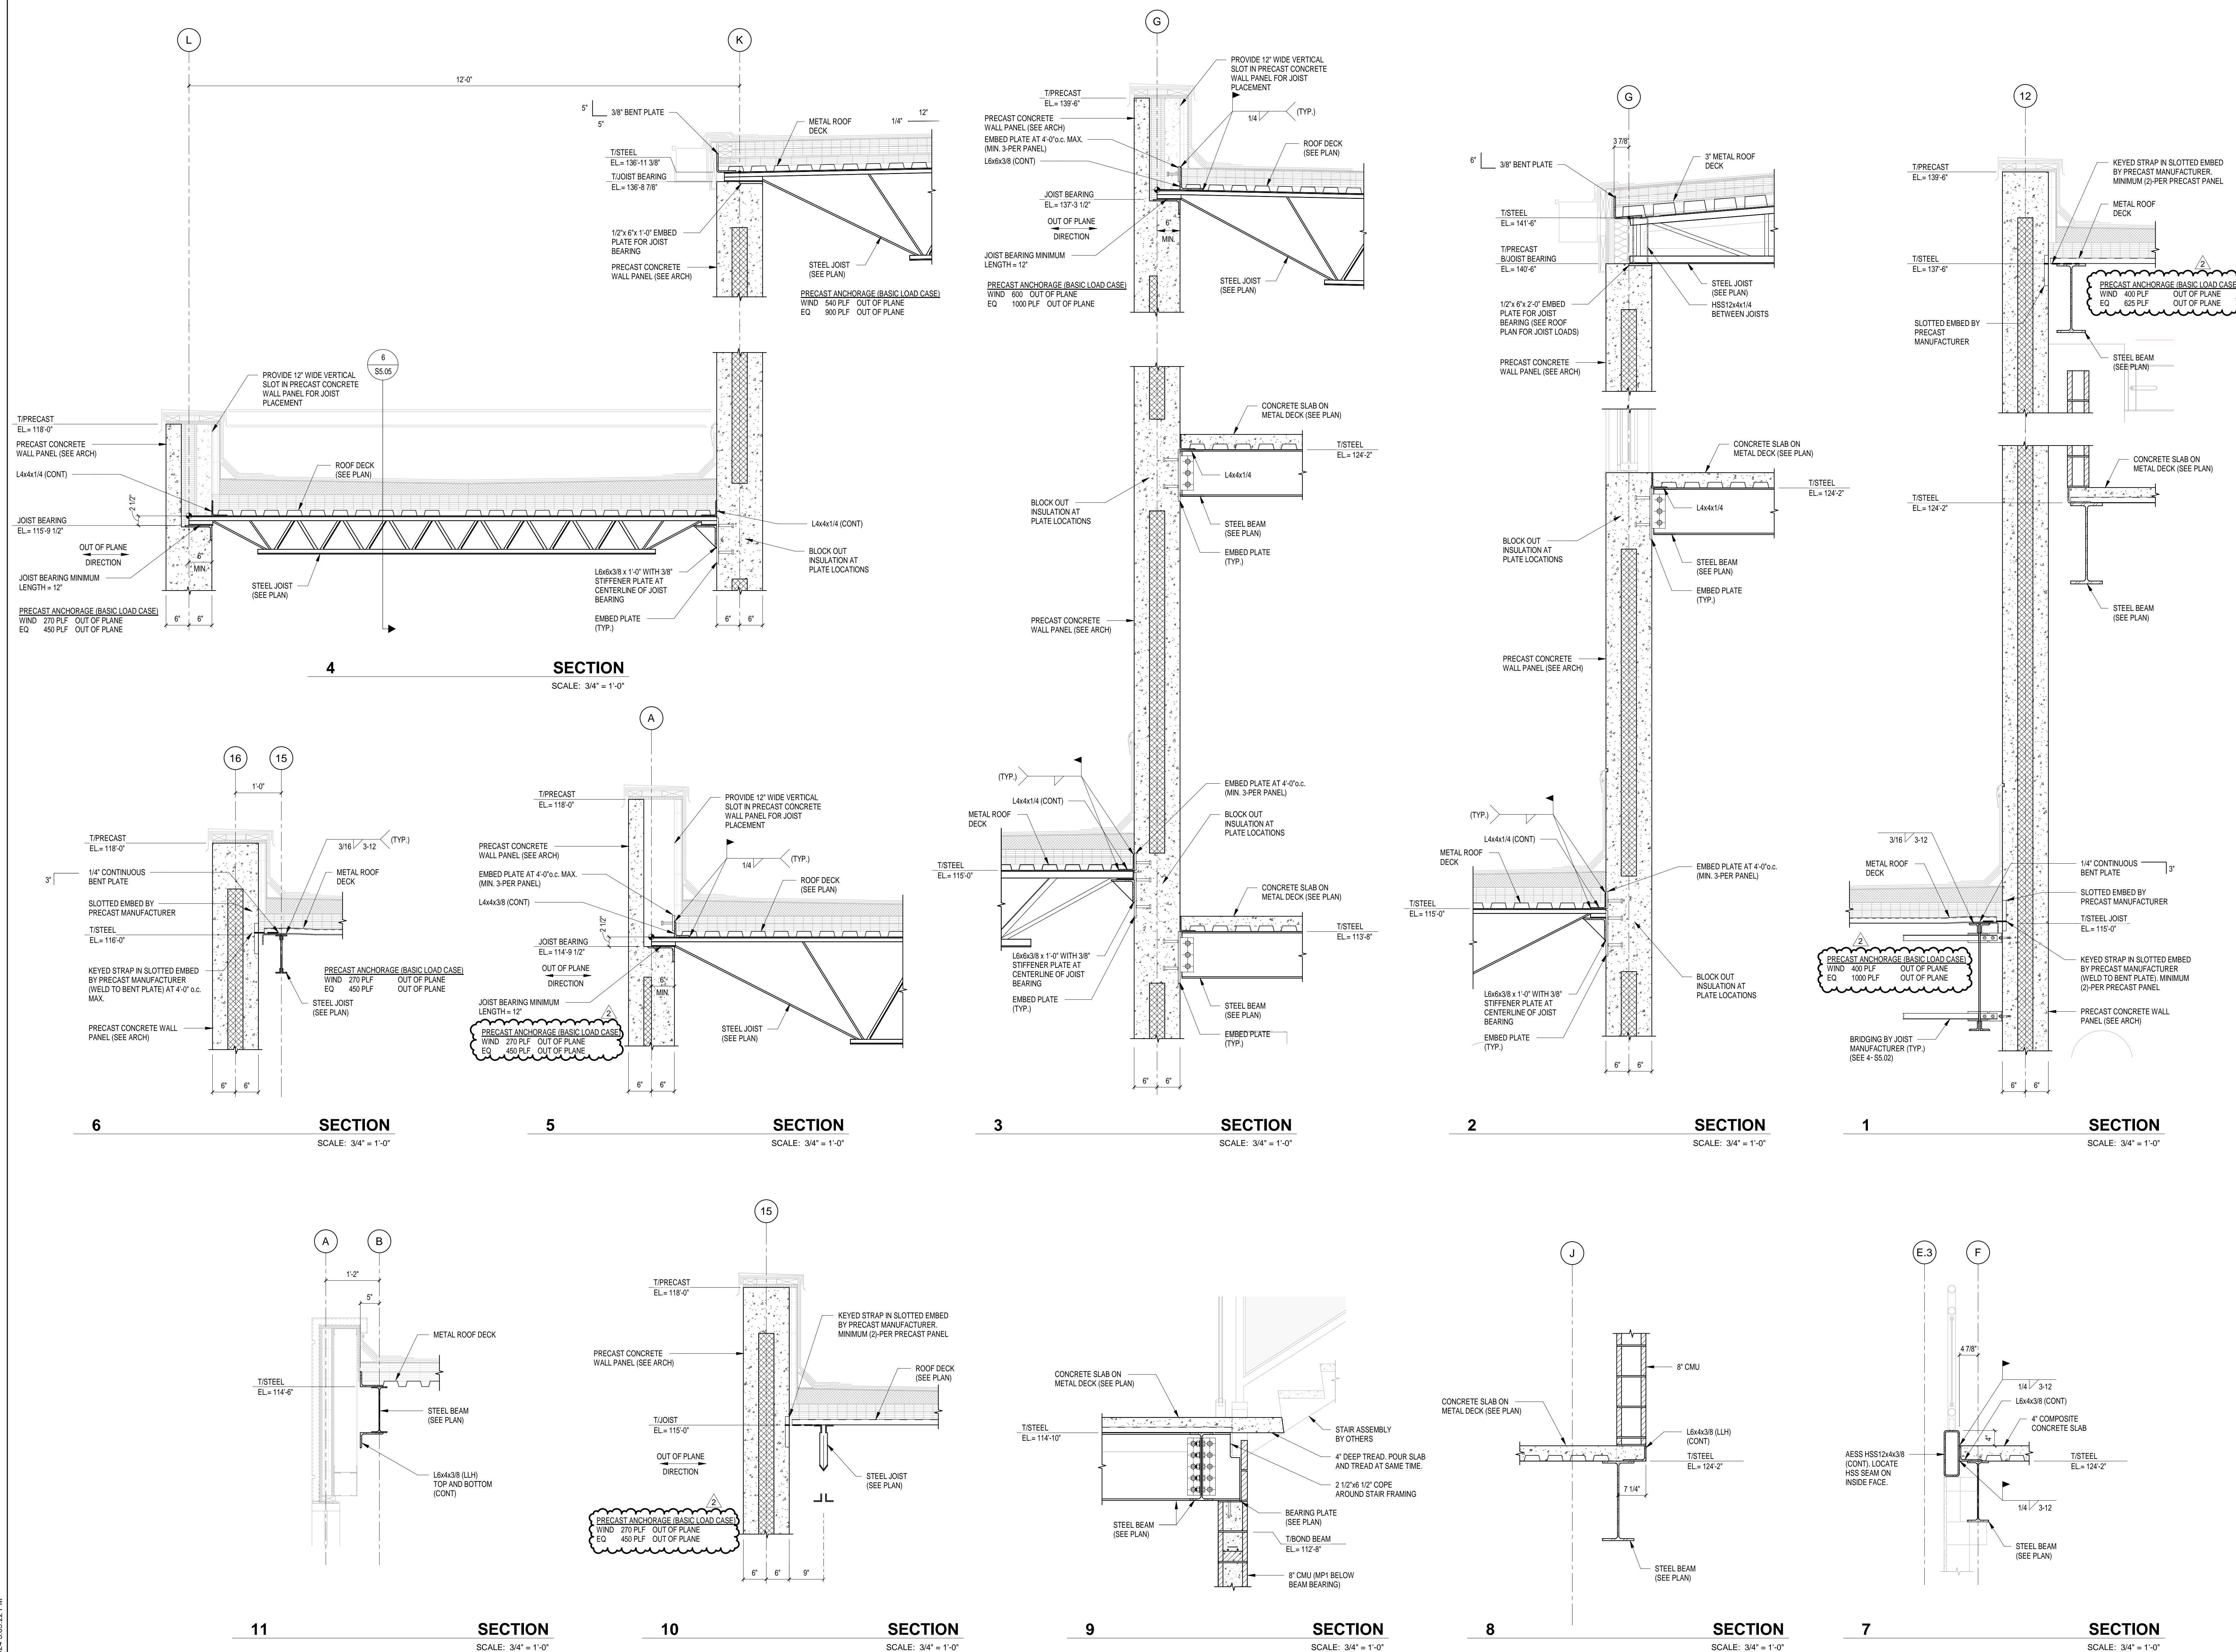 L
K
12'-0"
5"
5"
3/8" BENT PLATE
METAL ROOF
DECK
12"
1/4"
T/STEEL
EL.= 136'-11 3/8"
T/JOIST BEARING
EL.= 136'-8 7/8"
1/2"x 6"x 1'-0" EMBED
PLATE FOR JOIST
BEARING
PRECAST CONCRETE
WALL PANEL (SEE ARCH)
STEEL JOIST
(SEE PLAN)
PRECAST ANCHORAGE (BASIC LOAD CASE)
WIND 540 PLF OUT OF PLANE
EQ 900 PLF OUT OF PLANE
6
S5.05
PROVIDE 12" WIDE VERTICAL
SLOT IN PRECAST CONCRETE
WALL PANEL FOR JOIST
PLACEMENT
T/PRECAST
EL.= 118'-0"
PRECAST CONCRETE
WALL PANEL (SEE ARCH)
L4x4x1/4 (CONT)
ROOF DECK
(SEE PLAN)
2 1/2"
JOIST BEARING
EL.= 115'-9 1/2"
OUT OF PLANE
DIRECTION
6"
MIN.
JOIST BEARING MINIMUM
LENGTH = 12"
STEEL JOIST
(SEE PLAN)
PRECAST ANCHORAGE (BASIC LOAD CASE)
WIND 270 PLF OUT OF PLANE
EQ 450 PLF OUT OF PLANE
6" 6"
L4x4x1/4 (CONT)
BLOCK OUT
INSULATION AT
PLATE LOCATIONS
L6x6x3/8 x 1'-0" WITH 3/8"
STIFFENER PLATE AT
CENTERLINE OF JOIST
BEARING
EMBED PLATE
(TYP.)
6" 6"
4 SECTION
SCALE: 3/4" = 1'-0"
G
PROVIDE 12" WIDE VERTICAL
SLOT IN PRECAST CONCRETE
WALL PANEL FOR JOIST
PLACEMENT
T/PRECAST
EL.= 139'-6"
1/4 (TYP.)
PRECAST CONCRETE
WALL PANEL (SEE ARCH)
EMBED PLATE AT 4'-0"o.c. MAX.
(MIN. 3-PER PANEL)
L6x6x3/8 (CONT)
ROOF DECK
(SEE PLAN)
JOIST BEARING
EL.= 137'-3 1/2"
OUT OF PLANE
DIRECTION
6"
MIN.
JOIST BEARING MINIMUM
LENGTH = 12"
STEEL JOIST
(SEE PLAN)
PRECAST ANCHORAGE (BASIC LOAD CASE)
WIND 600 OUT OF PLANE
EQ 1000 PLF OUT OF PLANE
CONCRETE SLAB ON
METAL DECK (SEE PLAN)
T/STEEL
EL.= 124'-2"
L4x4x1/4
BLOCK OUT
INSULATION AT
PLATE LOCATIONS
STEEL BEAM
(SEE PLAN)
EMBED PLATE
(TYP.)
PRECAST CONCRETE
WALL PANEL (SEE ARCH)
(TYP.)
L4x4x1/4 (CONT)
METAL ROOF
DECK
T/STEEL
EL.= 115'-0"
EMBED PLATE AT 4'-0"o.c.
(MIN. 3-PER PANEL)
BLOCK OUT
INSULATION AT
PLATE LOCATIONS
CONCRETE SLAB ON
METAL DECK (SEE PLAN)
T/STEEL
EL.= 113'-8"
L6x6x3/8 x 1'-0" WITH 3/8"
STIFFENER PLATE AT
CENTERLINE OF JOIST
BEARING
EMBED PLATE
(TYP.)
STEEL BEAM
(SEE PLAN)
EMBED PLATE
(TYP.)
6" 6"
3 SECTION
SCALE: 3/4" = 1'-0"
G
3 7/8"
6"
3/8" BENT PLATE
3" METAL ROOF
DECK
T/STEEL
EL.= 141'-6"
T/PRECAST
B/JOIST BEARING
EL.= 140'-6"
STEEL JOIST
(SEE PLAN)
HSS12x4x1/4
BETWEEN JOISTS
1/2"x 6"x 2'-0" EMBED
PLATE FOR JOIST
BEARING (SEE ROOF
PLAN FOR JOIST LOADS)
PRECAST CONCRETE
WALL PANEL (SEE ARCH)
CONCRETE SLAB ON
METAL DECK (SEE PLAN)
T/STEEL
EL.= 124'-2"
L4x4x1/4
BLOCK OUT
INSULATION AT
PLATE LOCATIONS
STEEL BEAM
(SEE PLAN)
EMBED PLATE
(TYP.)
PRECAST CONCRETE
WALL PANEL (SEE ARCH)
(TYP.)
L4x4x1/4 (CONT)
METAL ROOF
DECK
EMBED PLATE AT 4'-0"o.c.
(MIN. 3-PER PANEL)
T/STEEL
EL.= 115'-0"
BLOCK OUT
INSULATION AT
PLATE LOCATIONS
L6x6x3/8 x 1'-0" WITH 3/8"
STIFFENER PLATE AT
CENTERLINE OF JOIST
BEARING
EMBED PLATE
(TYP.)
6" 6"
2 SECTION
SCALE: 3/4" = 1'-0"
12
T/PRECAST
EL.= 139'-6"
KEYED STRAP IN SLOTTED EMBED
BY PRECAST MANUFACTURER.
MINIMUM (2)-PER PRECAST PANEL
METAL ROOF
DECK
T/STEEL
EL.= 137'-6"
2
PRECAST ANCHORAGE (BASIC LOAD CASE
WIND 400 PLF OUT OF PLANE
EQ 625 PLF OUT OF PLANE
SLOTTED EMBED BY
PRECAST
MANUFACTURER
STEEL BEAM
(SEE PLAN)
CONCRETE SLAB ON
METAL DECK (SEE PLAN)
T/STEEL
EL.= 124'-2"
STEEL BEAM
(SEE PLAN)
3/16 3-12
METAL ROOF
DECK
1/4" CONTINUOUS
BENT PLATE
3"
SLOTTED EMBED BY
PRECAST MANUFACTURER
T/STEEL JOIST
EL.= 115'-0"
2
PRECAST ANCHORAGE (BASIC LOAD CASE)
WIND 400 PLF OUT OF PLANE
EQ 1000 PLF OUT OF PLANE
KEYED STRAP IN SLOTTED EMBED
BY PRECAST MANUFACTURER
(WELD TO BENT PLATE). MINIMUM
(2)-PER PRECAST PANEL
PRECAST CONCRETE WALL
PANEL (SEE ARCH)
BRIDGING BY JOIST
MANUFACTURER (TYP.)
(SEE 4- S5.02)
6" 6"
1 SECTION
SCALE: 3/4" = 1'-0"
16
15
1'-0"
T/PRECAST
EL.= 118'-0"
3/16 3-12 (TYP.)
3"
1/4" CONTINUOUS
BENT PLATE
METAL ROOF
DECK
SLOTTED EMBED BY
PRECAST MANUFACTURER
T/STEEL
EL.= 116'-0"
KEYED STRAP IN SLOTTED EMBED
BY PRECAST MANUFACTURER
(WELD TO BENT PLATE) AT 4'-0" o.c.
MAX.
PRECAST ANCHORAGE (BASIC LOAD CASE)
WIND 270 PLF OUT OF PLANE
EQ 450 PLF OUT OF PLANE
STEEL JOIST
(SEE PLAN)
PRECAST CONCRETE WALL
PANEL (SEE ARCH)
6" 6"
6 SECTION
SCALE: 3/4" = 1'-0"
A
T/PRECAST
EL.= 118'-0"
PROVIDE 12" WIDE VERTICAL
SLOT IN PRECAST CONCRETE
WALL PANEL FOR JOIST
PLACEMENT
PRECAST CONCRETE
WALL PANEL (SEE ARCH)
1/4 (TYP.)
EMBED PLATE AT 4'-0"o.c. MAX.
(MIN. 3-PER PANEL)
ROOF DECK
(SEE PLAN)
L4x4x3/8 (CONT)
2 1/2"
JOIST BEARING
EL.= 114'-9 1/2"
OUT OF PLANE
DIRECTION
6"
MIN.
JOIST BEARING MINIMUM
LENGTH = 12"
2
PRECAST ANCHORAGE (BASIC LOAD CASE)
WIND 270 PLF OUT OF PLANE
EQ 450 PLF OUT OF PLANE
STEEL JOIST
(SEE PLAN)
6" 6"
5 SECTION
SCALE: 3/4" = 1'-0"
A
B
1'-2"
5"
METAL ROOF DECK
T/STEEL
EL.= 114'-6"
STEEL BEAM
(SEE PLAN)
L6x4x3/8 (LLH)
TOP AND BOTTOM
(CONT)
11 SECTION
SCALE: 3/4" = 1'-0"
15
T/PRECAST
EL.= 118'-0"
KEYED STRAP IN SLOTTED EMBED
BY PRECAST MANUFACTURER.
MINIMUM (2)-PER PRECAST PANEL
PRECAST CONCRETE
WALL PANEL (SEE ARCH)
ROOF DECK
(SEE PLAN)
T/JOIST
EL.= 115'-0"
OUT OF PLANE
DIRECTION
STEEL JOIST
(SEE PLAN)
2
PRECAST ANCHORAGE (BASIC LOAD CASE)
WIND 270 PLF OUT OF PLANE
EQ 450 PLF OUT OF PLANE
6" 6" 9"
10 SECTION
SCALE: 3/4" = 1'-0"
CONCRETE SLAB ON
METAL DECK (SEE PLAN)
T/STEEL
EL.= 114'-10"
STAIR ASSEMBLY
BY OTHERS
4" DEEP TREAD. POUR SLAB
AND TREAD AT SAME TIME.
2 1/2"x6 1/2" COPE
AROUND STAIR FRAMING
STEEL BEAM
(SEE PLAN)
BEARING PLATE
(SEE PLAN)
T/BOND BEAM
EL.= 112'-8"
8" CMU (MP1 BELOW
BEAM BEARING)
9 SECTION
SCALE: 3/4" = 1'-0"
J
8" CMU
CONCRETE SLAB ON
METAL DECK (SEE PLAN)
L6x4x3/8 (LLH)
(CONT)
T/STEEL
EL.= 124'-2"
7 1/4"
STEEL BEAM
(SEE PLAN)
8 SECTION
SCALE: 3/4" = 1'-0"
E.3
F
4 7/8"
1/4 3-12
L6x4x3/8 (CONT)
4" COMPOSITE
CONCRETE SLAB
4"
AESS HSS12x4x3/8
(CONT). LOCATE
HSS SEAM ON
INSIDE FACE.
T/STEEL
EL.= 124'-2"
1/4 3-12
STEEL BEAM
(SEE PLAN)
7 SECTION
SCALE: 3/4" = 1'-0"